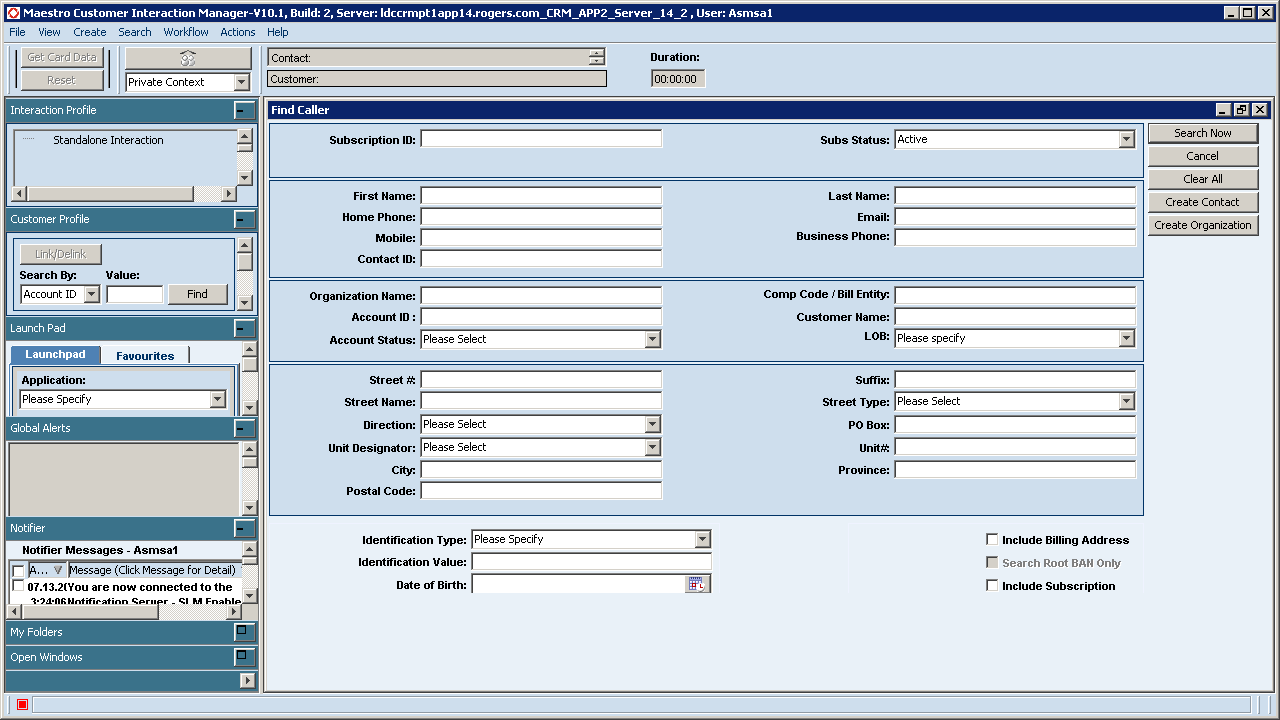 Maestro Customer Interaction Manager-V10.1, Build: 2, Server: ldccrmpt1app14.rogers.com_CRM_APP2_Server_14_2 , User: Asmsa1
File View Create Search Workflow Actions Help
Get Card Data
Reset
Private Context
Contact:
Customer:
Duration:
00:00:00
Interaction Profile
Standalone Interaction
Customer Profile
Link/Delink
Search By: Value:
Account ID Find
Launch Pad
Launchpad Favourites
Application:
Please Specify
Global Alerts
Notifier
Notifier Messages - Asmsa1
A... Message (Click Message for Detail)
07.13.2( You are now connected to the
3:24:06 Notification Server - SLM Enable
My Folders
Open Windows
Find Caller
Subscription ID: Subs Status: Active
First Name: Last Name:
Home Phone: Email:
Mobile: Business Phone:
Contact ID:
Organization Name: Comp Code / Bill Entity:
Account ID : Customer Name:
Account Status: Please Select LOB: Please specify
Street #: Suffix:
Street Name: Street Type: Please Select
Direction: Please Select PO Box:
Unit Designator: Please Select Unit#:
City: Province:
Postal Code:
Identification Type: Please Specify Include Billing Address
Identification Value: Search Root BAN Only
Date of Birth: Include Subscription
Search Now
Cancel
Clear All
Create Contact
Create Organization